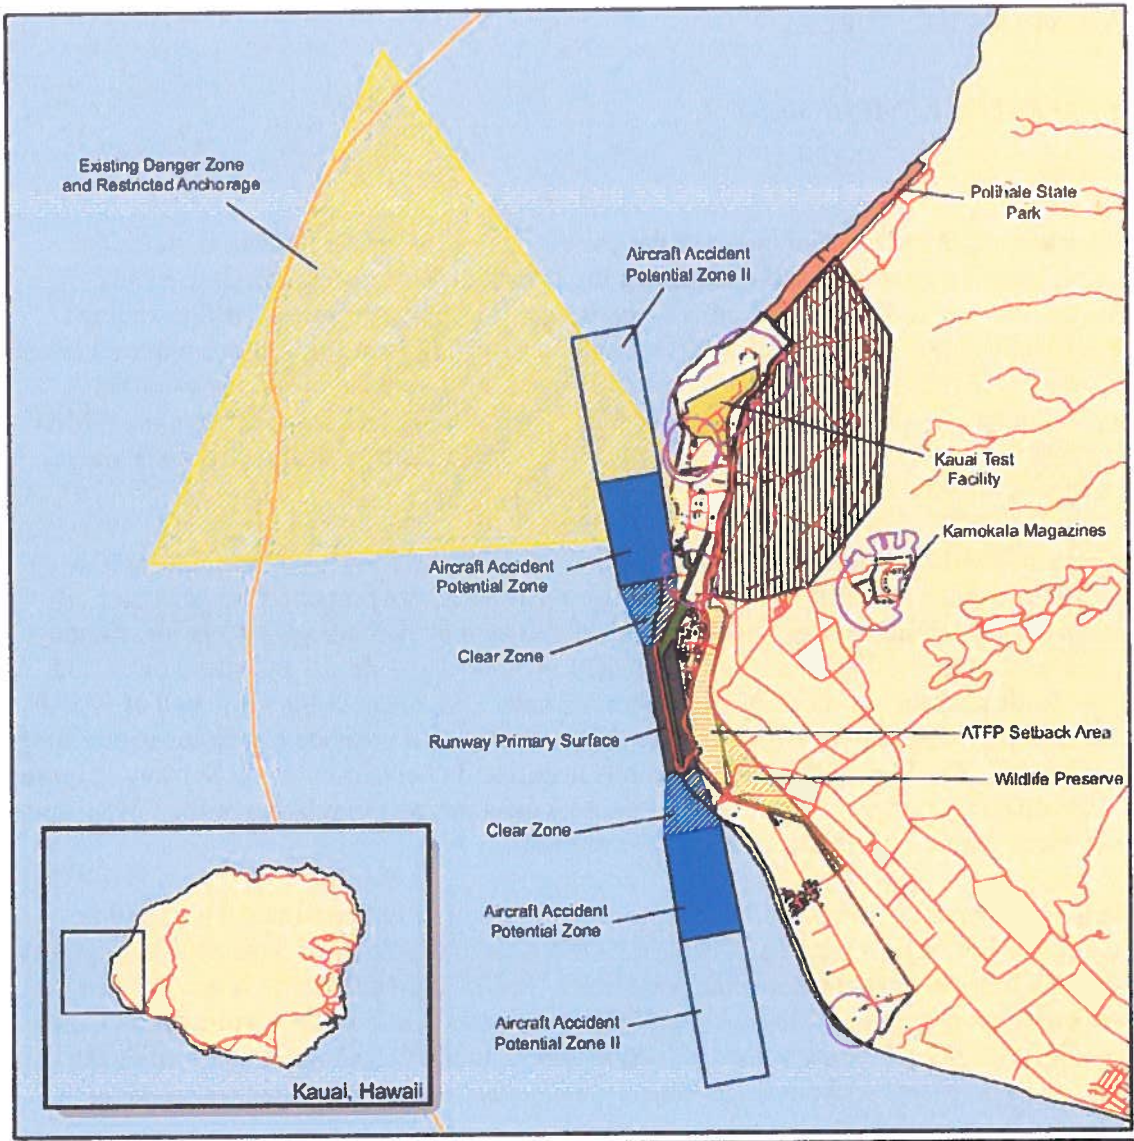 Existing Danger Zone
and Restricted Anchorage
Polihale State
Park
Aircraft Accident
Potential Zone II
Kauai Test
Facility
Kamokala Magazines
Aircraft Accident
Potential Zone
Clear Zone
Runway Primary Surface
ATFP Setback Area
Wildlife Preserve
Clear Zone
Aircraft Accident
Potential Zone
Aircraft Accident
Potential Zone II
Kauai, Hawaii